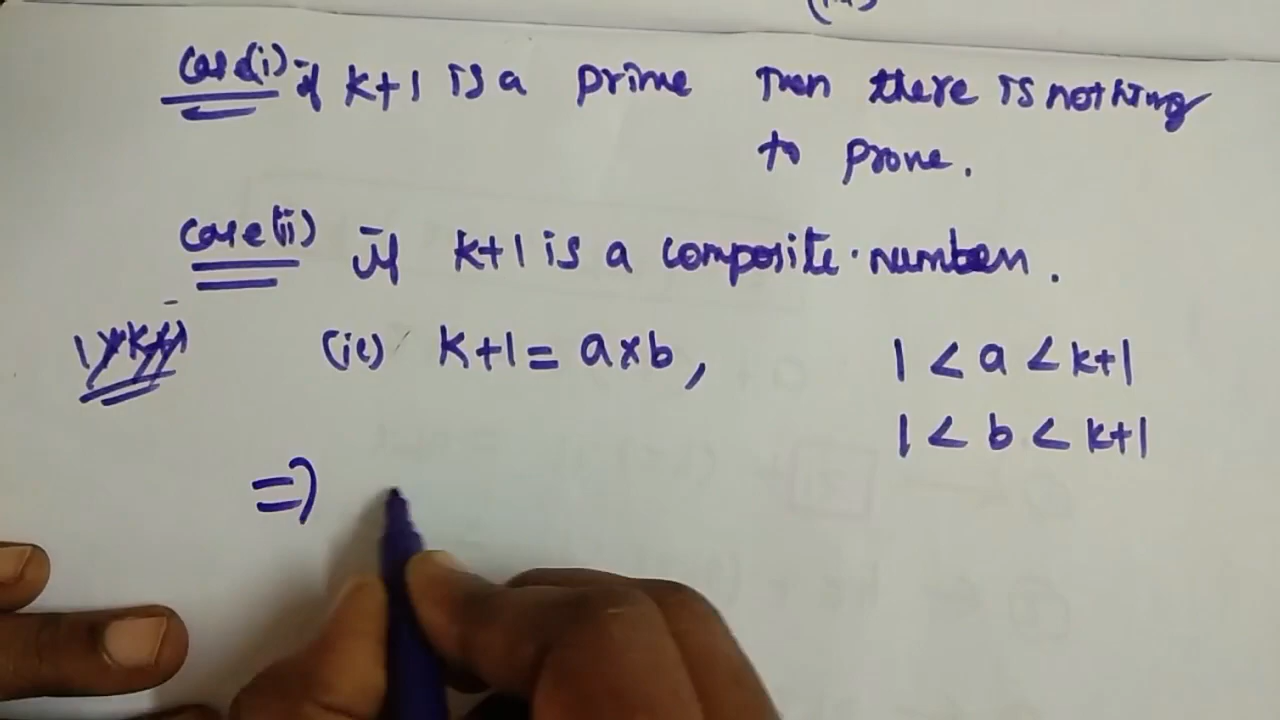 case(i) - if k+1 is a prime then there is nothing
to prove.
case(ii) if k+1 is a composite number.
(ie) k+1 = a×b, 1 < a < k+1
1 < b < k+1
⇒